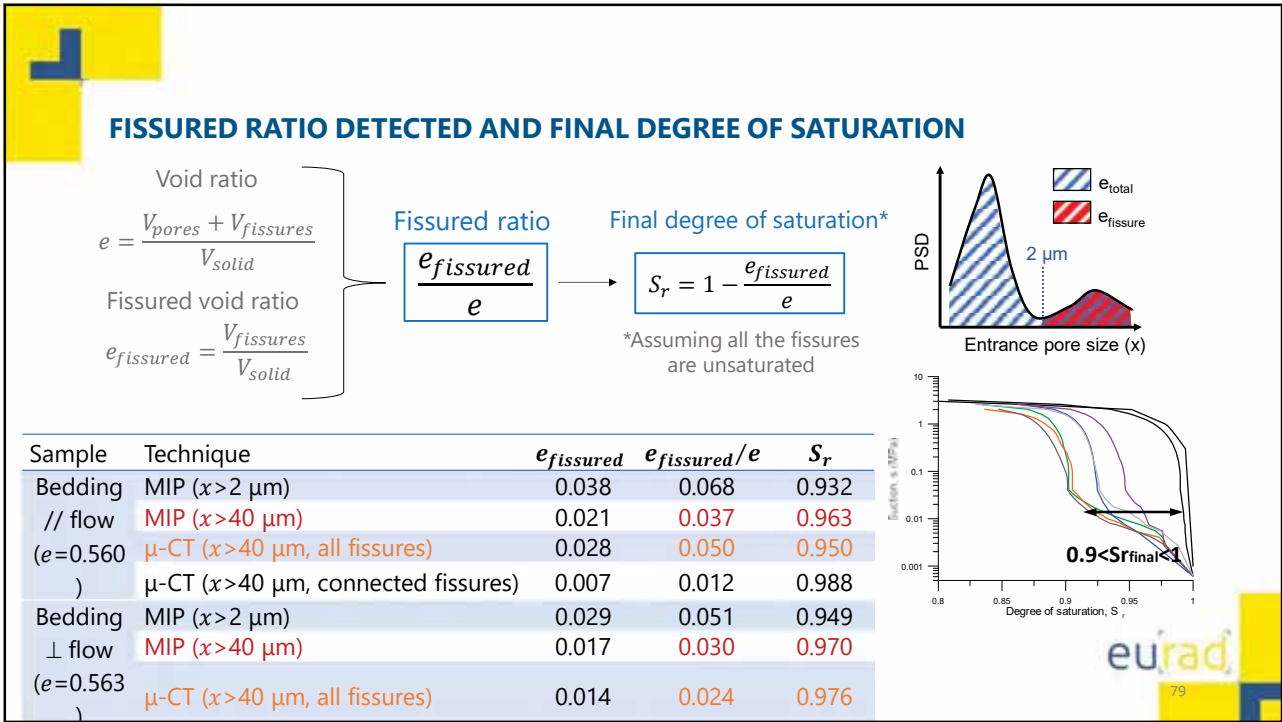 FISSURED RATIO DETECTED AND FINAL DEGREE OF SATURATION
Void ratio
e = (V_pores + V_fissures) / V_solid
Fissured void ratio
e_fissured = V_fissures / V_solid
Fissured ratio
e_fissured / e
Final degree of saturation*
S_r = 1 − e_fissured / e
*Assuming all the fissures
are unsaturated
PSD
e_total
e_fissure
2 µm
Entrance pore size (x)
10
1
0.1
0.01
0.001
0.9<Sr_final<1
0.8 0.85 0.9 0.95 1
Degree of saturation, S_r
Sample Technique e_fissured e_fissured/e S_r
Bedding // flow (e=0.560)
MIP (x>2 µm) 0.038 0.068 0.932
MIP (x>40 µm) 0.021 0.037 0.963
µ-CT (x>40 µm, all fissures) 0.028 0.050 0.950
µ-CT (x>40 µm, connected fissures) 0.007 0.012 0.988
Bedding ⊥ flow (e=0.563)
MIP (x>2 µm) 0.029 0.051 0.949
MIP (x>40 µm) 0.017 0.030 0.970
µ-CT (x>40 µm, all fissures) 0.014 0.024 0.976
eurad
79